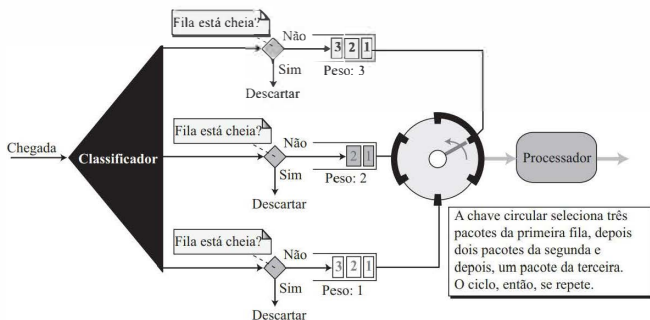 Fila está cheia?
Não
3 2 1
Sim
Peso: 3
Descartar
Chegada
Classificador
Fila está cheia?
Não
2 1
Sim
Peso: 2
Descartar
Processador
Fila está cheia?
Não
3 2 1
Sim
Peso: 1
Descartar
A chave circular seleciona três
pacotes da primeira fila, depois
dois pacotes da segunda e
depois, um pacote da terceira.
O ciclo, então, se repete.